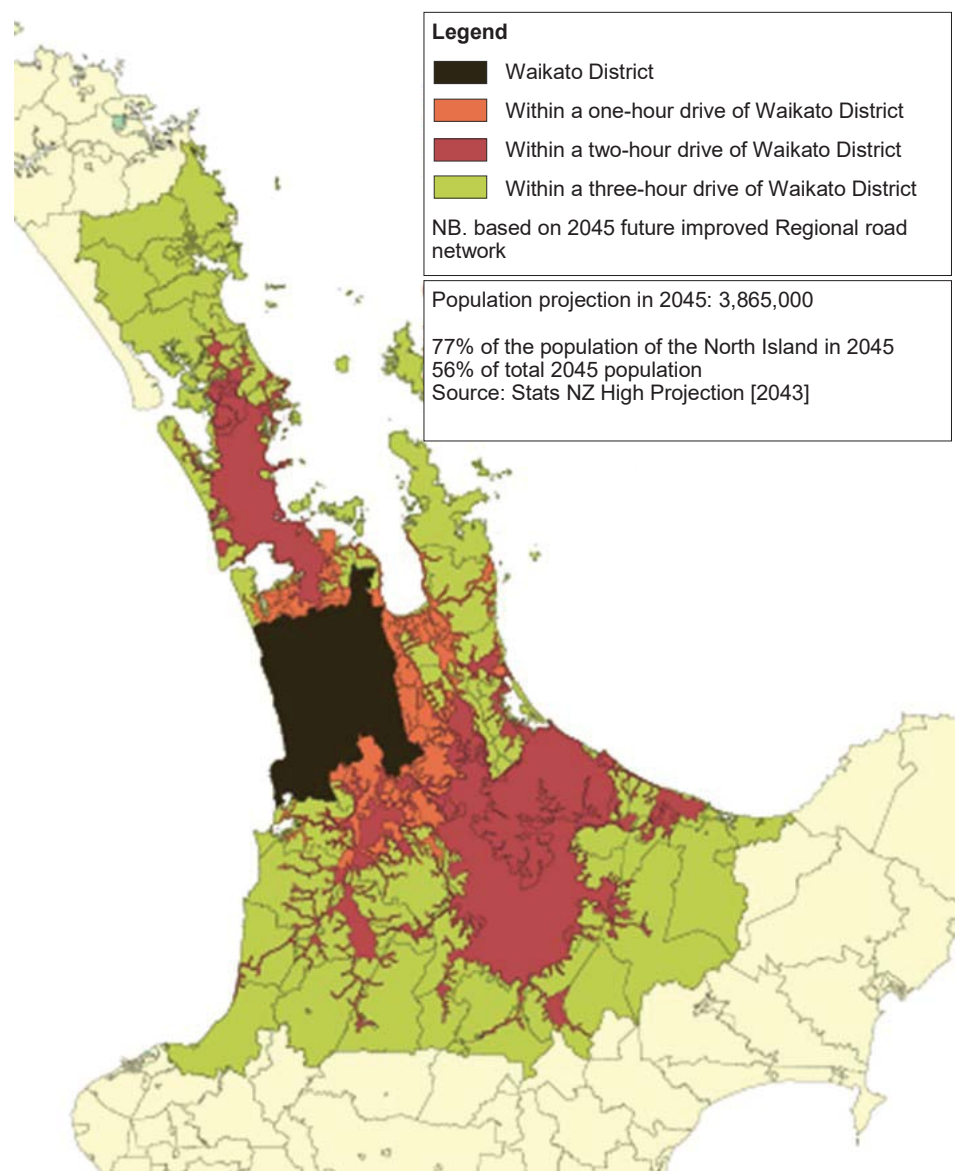 Legend
Waikato District
Within a one-hour drive of Waikato District
Within a two-hour drive of Waikato District
Within a three-hour drive of Waikato District
NB. based on 2045 future improved Regional road
network
Population projection in 2045: 3,865,000
77% of the population of the North Island in 2045
56% of total 2045 population
Source: Stats NZ High Projection [2043]